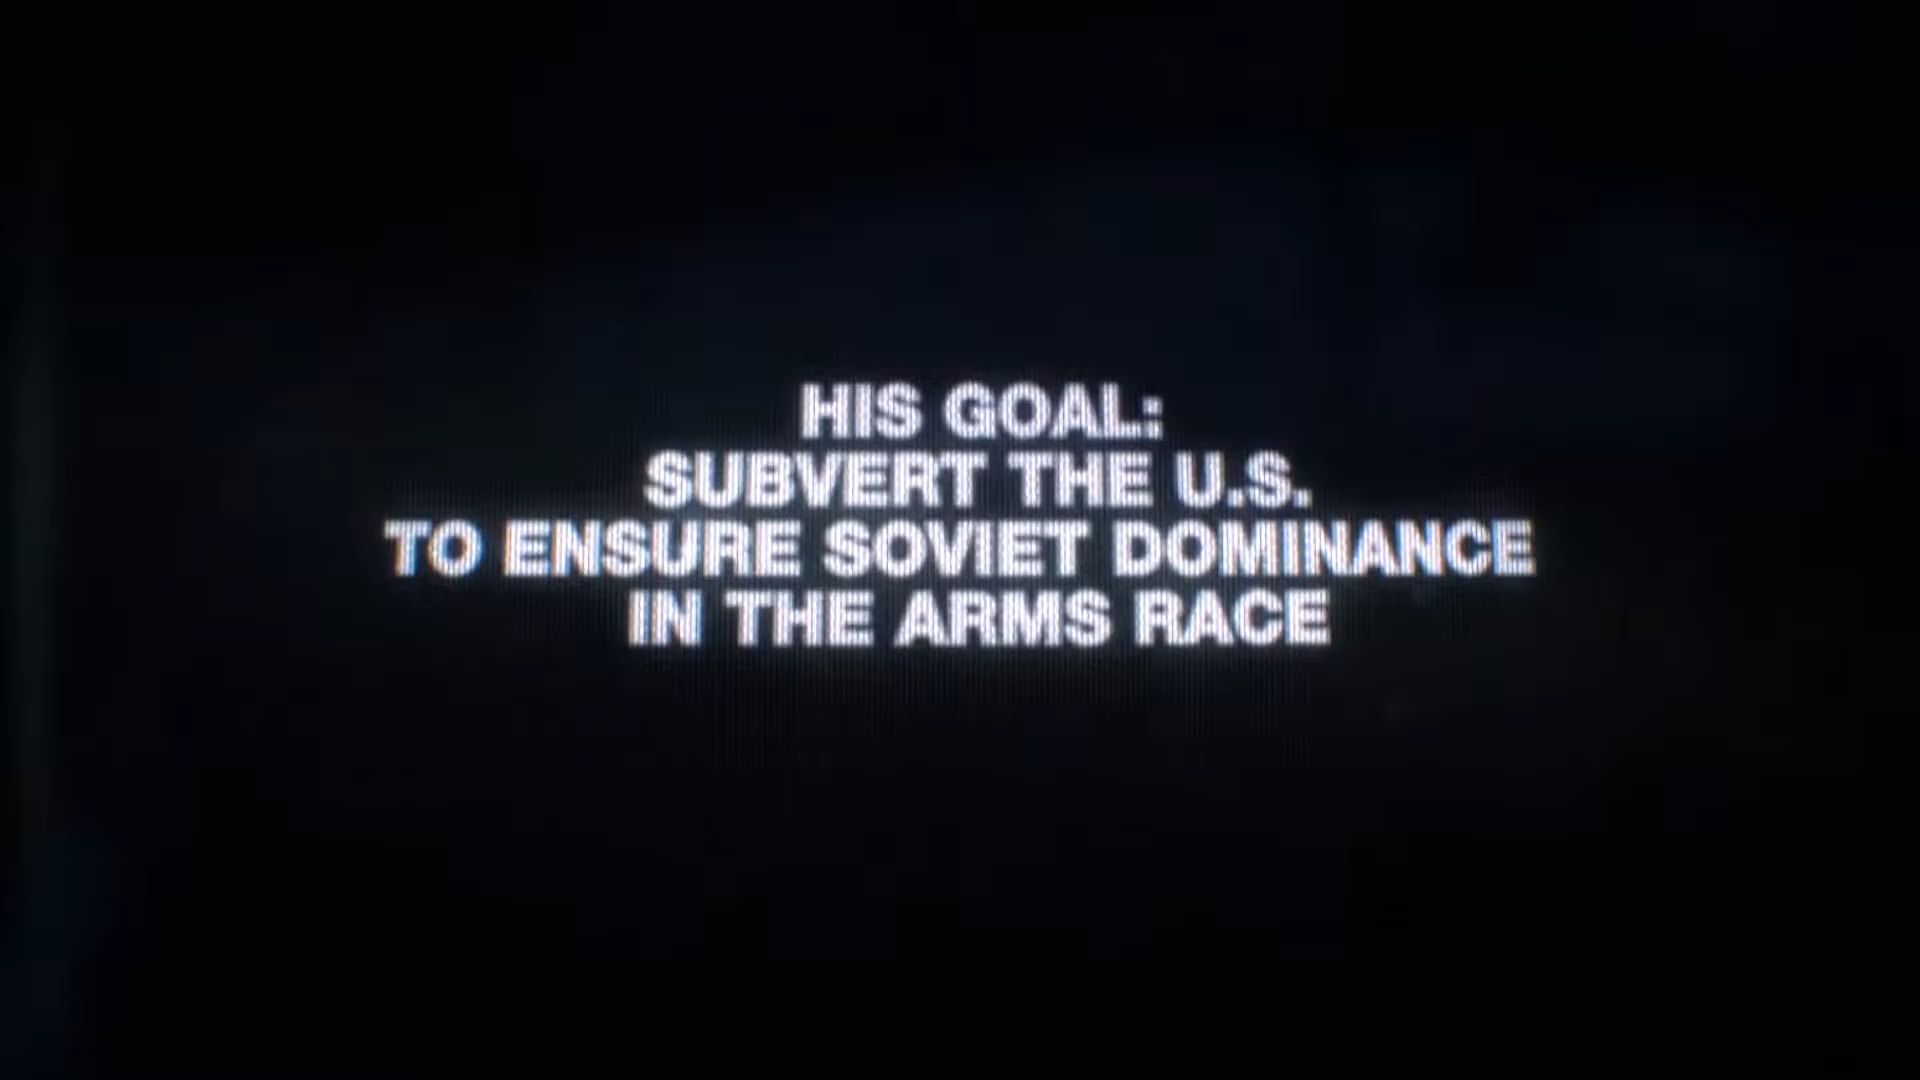 HIS GOAL:
SUBVERT THE U.S.
TO ENSURE SOVIET DOMINANCE
IN THE ARMS RACE